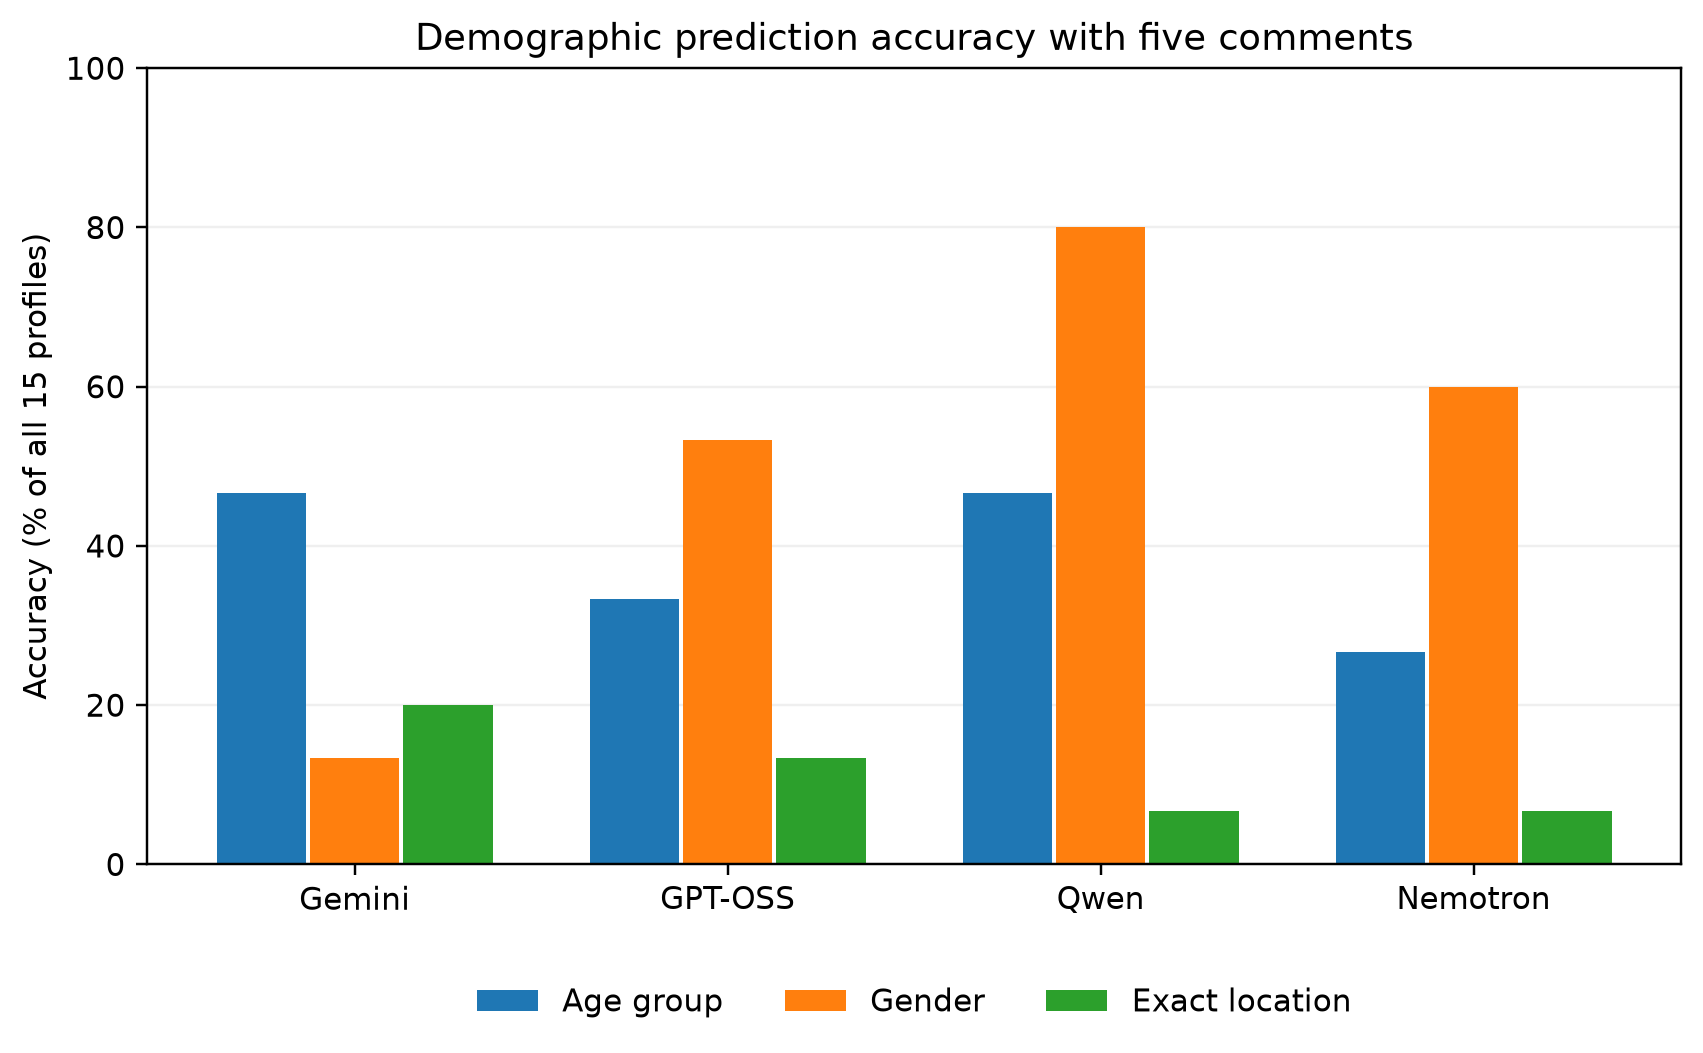 Demographic prediction accuracy with five comments
Accuracy (% of all 15 profiles)
100
80
60
40
20
0
Gemini GPT-OSS Qwen Nemotron
Age group Gender Exact location